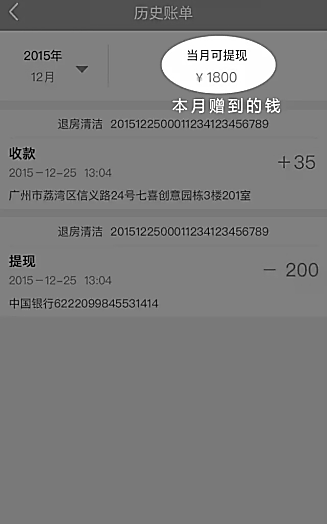 历史账单
2015年
12月
当月可提现
¥1800
本月赠到的钱
退房清洁 2015122500011234123456789
收款
2015-12-25 13:04
+35
广州市荔湾区信义路24号七喜创意园栋3楼201室
退房清洁 2015122500011234123456789
提现
2015-12-25 13:04
- 200
中国银行6222099845531414